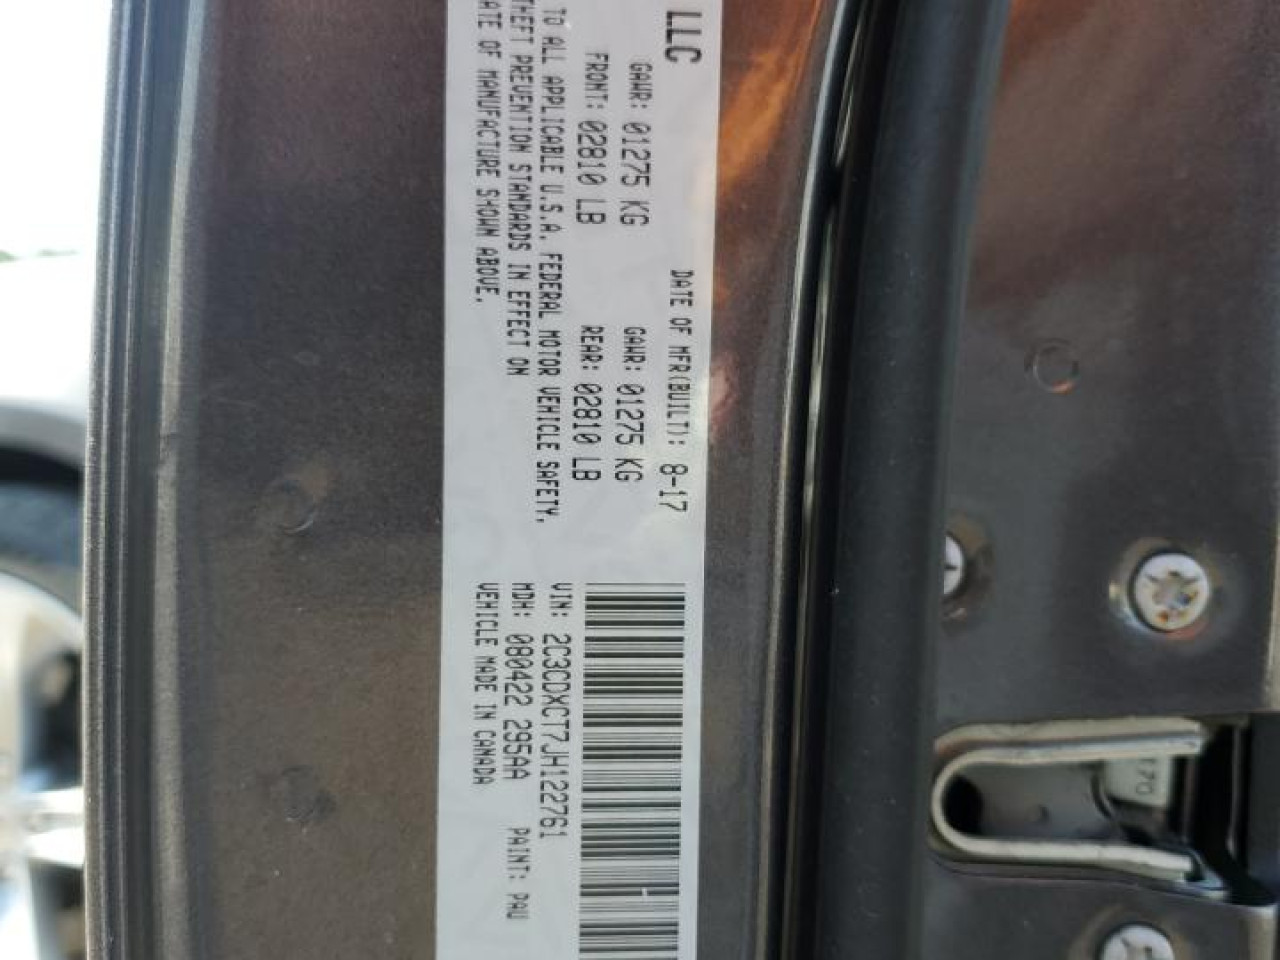 LLC
DATE OF MFR(BUILT): 8-17
GAWR: 01275 KG
GAWR: 01275 KG
FRONT: 02810 LB
REAR: 02810 LB
TO ALL APPLICABLE U.S.A. FEDERAL MOTOR VEHICLE SAFETY,
THEFT PREVENTION STANDARDS IN EFFECT ON
ATE OF MANUFACTURE SHOWN ABOVE.
VIN: 2C3CDXCT7JH122761
MDH: 080422 295AA
PAINT: PAU
VEHICLE MADE IN CANADA